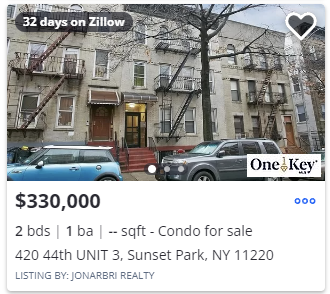 32 days on Zillow
OneKey
MLS
$330,000
2 bds | 1 ba | -- sqft - Condo for sale
420 44th UNIT 3, Sunset Park, NY 11220
LISTING BY: JONARBRI REALTY